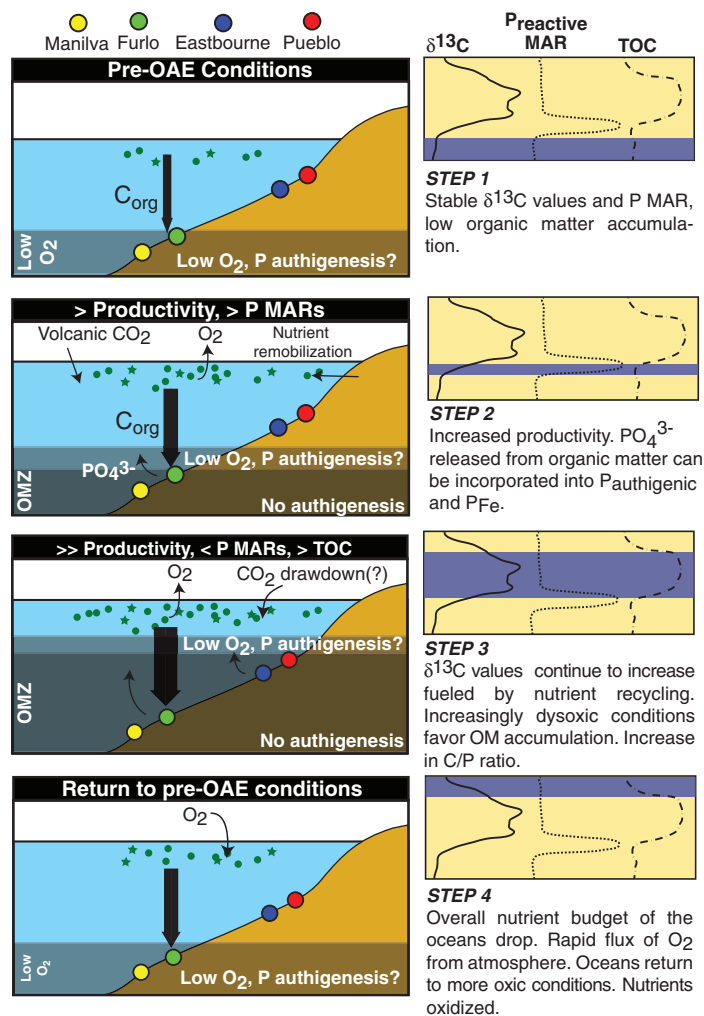 Manilva Furlo Eastbourne Pueblo
δ13C Preactive MAR TOC
Pre-OAE Conditions
Corg
Low O2
Low O2, P authigenesis?
STEP 1
Stable δ13C values and P MAR,
low organic matter accumula-
tion.
> Productivity, > P MARs
Volcanic CO2
O2
Nutrient
remobilization
Corg
Low O2, P authigenesis?
PO43-
OMZ
No authigenesis
STEP 2
Increased productivity. PO43-
released from organic matter can
be incorporated into Pauthigenic
and PFe.
>> Productivity, < P MARs, > TOC
O2
CO2 drawdown(?)
Low O2, P authigenesis?
OMZ
No authigenesis
STEP 3
δ13C values continue to increase
fueled by nutrient recycling.
Increasingly dysoxic conditions
favor OM accumulation. Increase
in C/P ratio.
Return to pre-OAE conditions
O2
Low O2
Low O2, P authigenesis?
STEP 4
Overall nutrient budget of the
oceans drop. Rapid flux of O2
from atmosphere. Oceans return
to more oxic conditions. Nutrients
oxidized.